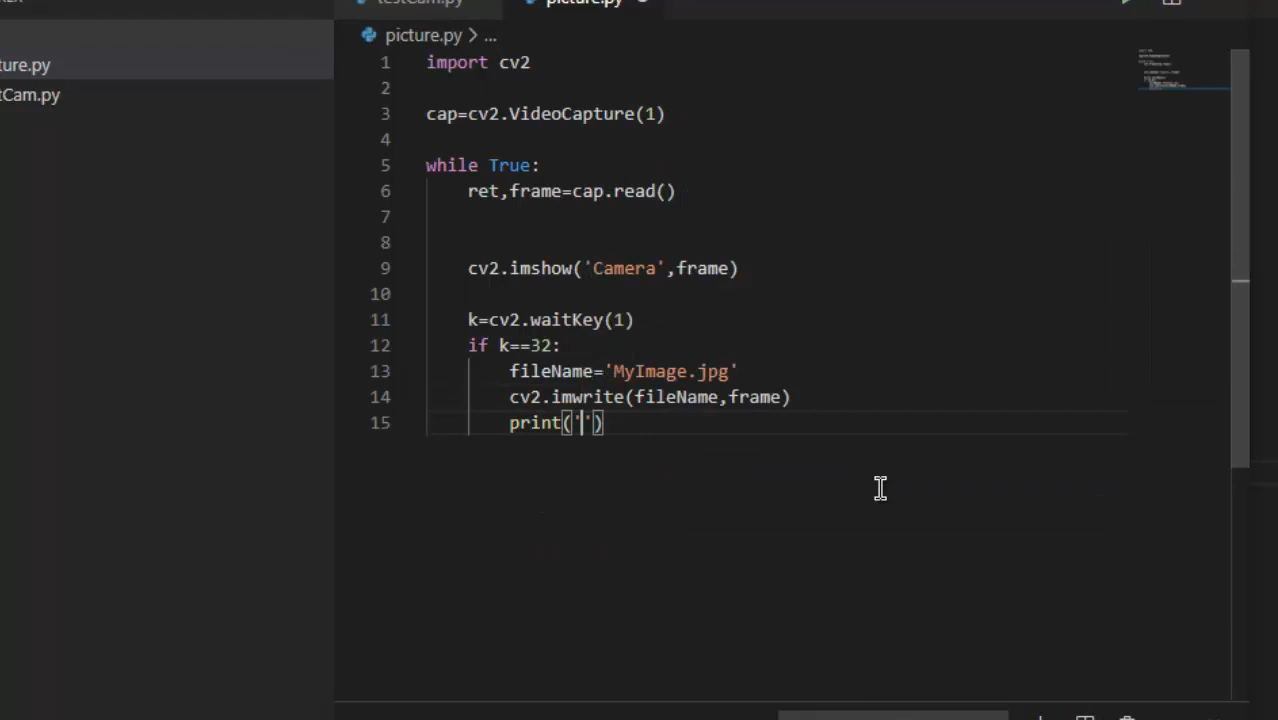 testCam.py picture.py
picture.py > ...
ture.py
tCam.py
1 import cv2
2
3 cap=cv2.VideoCapture(1)
4
5 while True:
6 ret,frame=cap.read()
7
8
9 cv2.imshow('Camera',frame)
10
11 k=cv2.waitKey(1)
12 if k==32:
13 fileName='MyImage.jpg'
14 cv2.imwrite(fileName,frame)
15 print('')